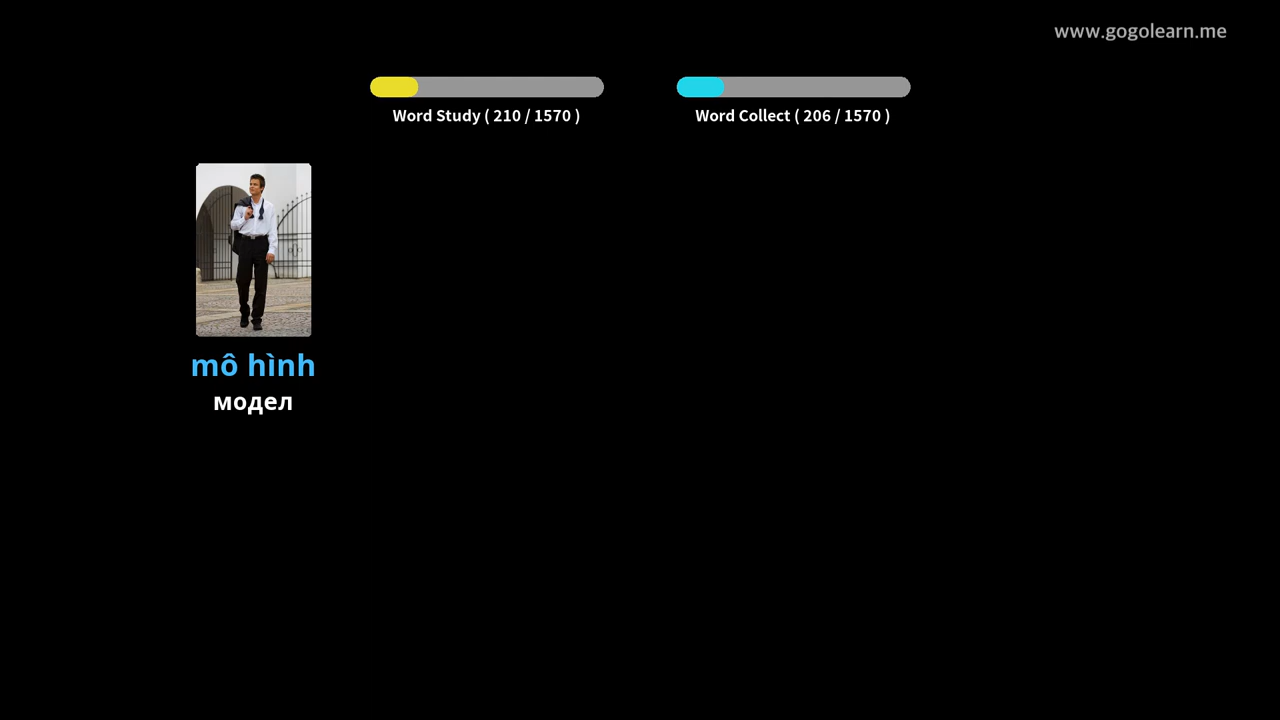 www.gogolearn.me
Word Study ( 210 / 1570 )
Word Collect ( 206 / 1570 )
mô hình
модел